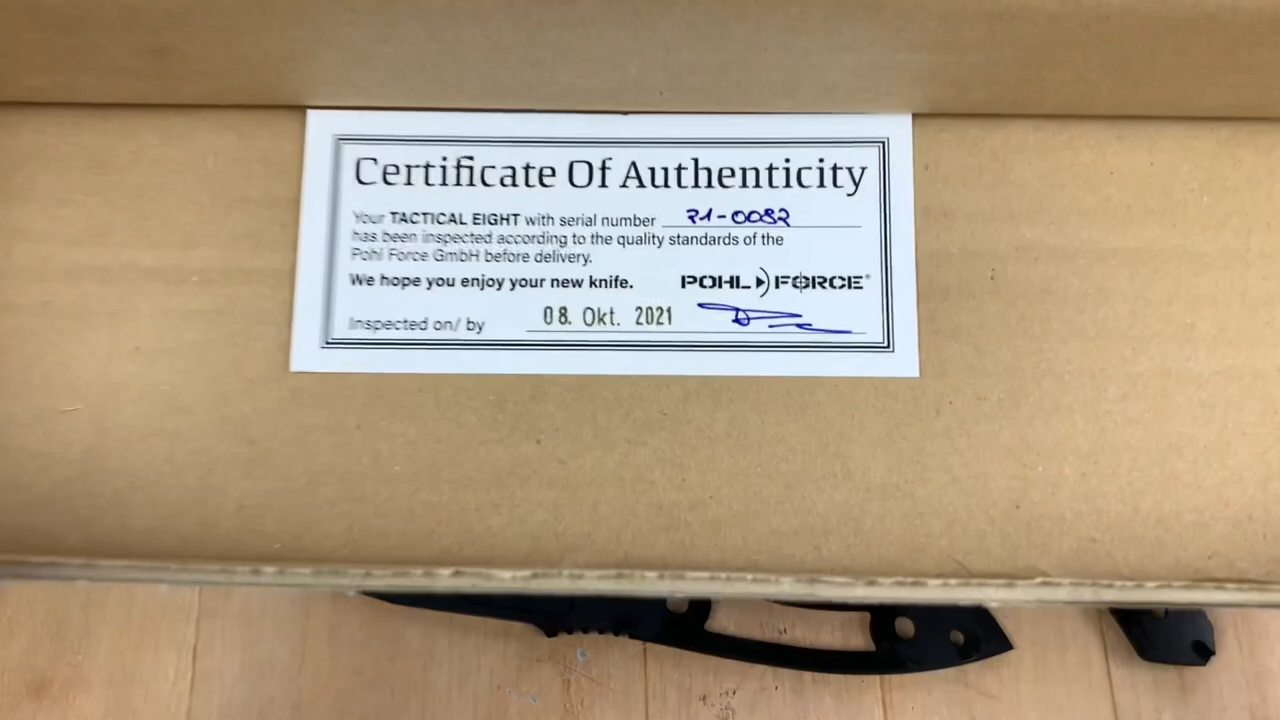 Certificate Of Authenticity
Your TACTICAL EIGHT with serial number 21-0082
has been inspected according to the quality standards of the
Pohl Force GmbH before delivery.
We hope you enjoy your new knife. POHL FORCE®
Inspected on/ by 08. Okt. 2021